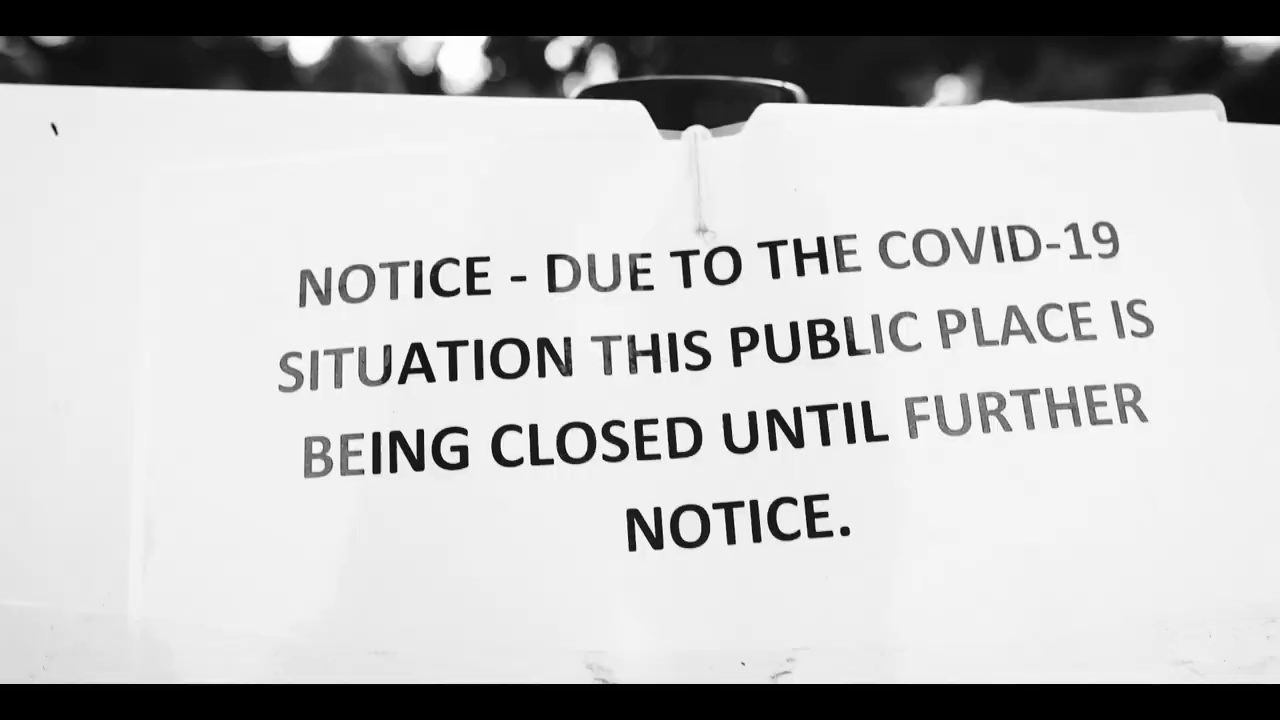 NOTICE - DUE TO THE COVID-19
SITUATION THIS PUBLIC PLACE IS
BEING CLOSED UNTIL FURTHER
NOTICE.